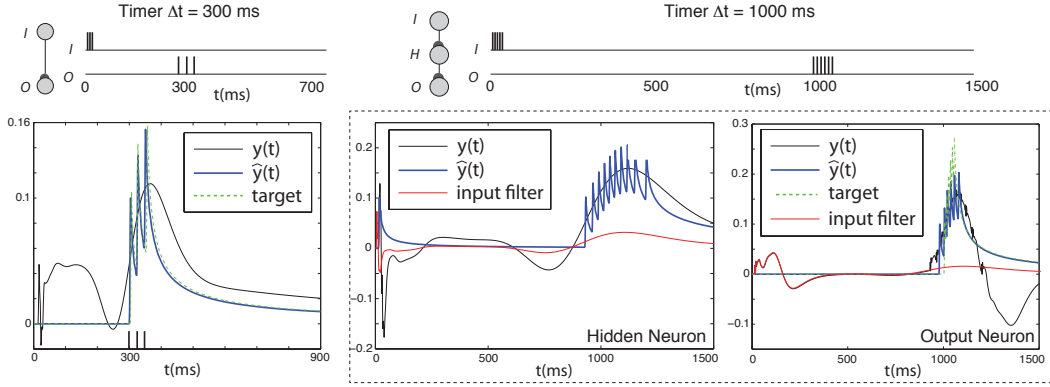 Timer Δt = 300 ms
I
O
I
O
0
300
700
t(ms)
Timer Δt = 1000 ms
I
H
O
I
O
0
500
1000
1500
t(ms)
0.16
0.1
0
y(t)
ŷ(t)
target
0
300
600
900
t(ms)
0.3
0.2
0.1
0
-0.1
0.2
y(t)
ŷ(t)
input filter
Hidden Neuron
0
500
1000
1500
t(ms)
0.3
0.2
0.1
0
-0.1
y(t)
ŷ(t)
target
input filter
Output Neuron
0
500
1000
1500
t(ms)